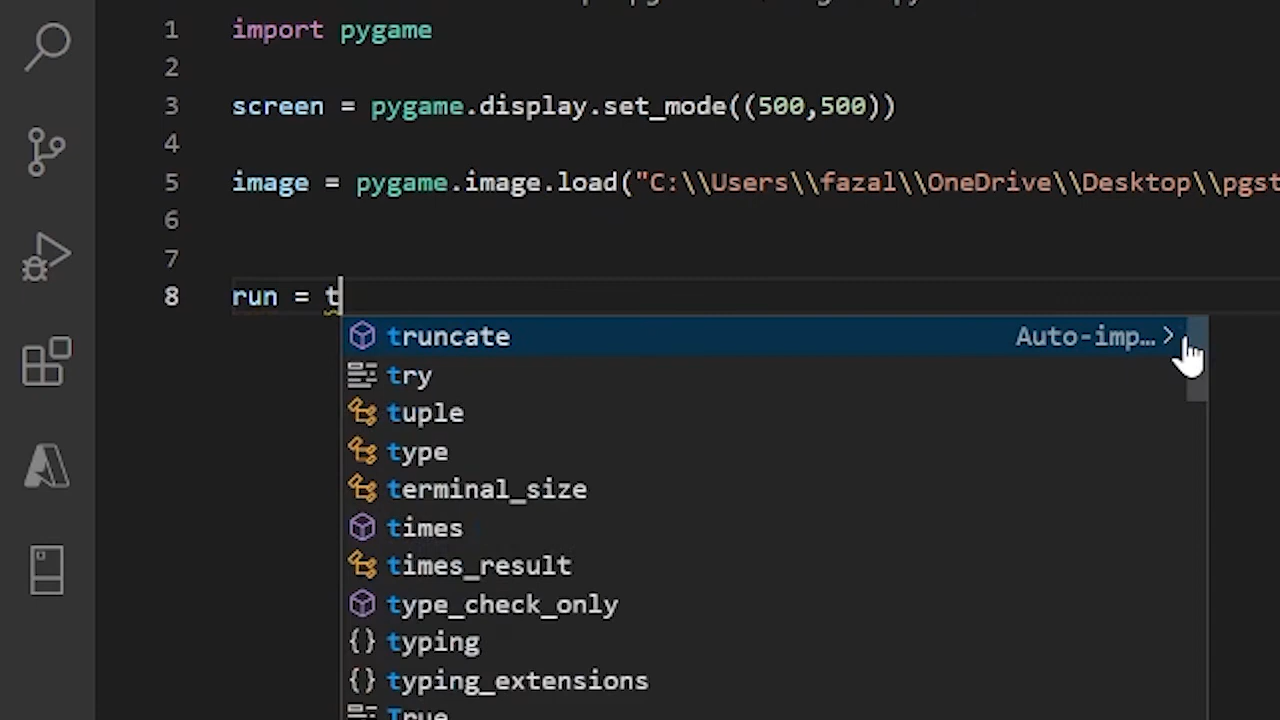 1 import pygame
2
3 screen = pygame.display.set_mode((500,500))
4
5 image = pygame.image.load("C:\\Users\\fazal\\OneDrive\\Desktop\\pgst
6
7
8 run = t
truncate Auto-imp…
try
tuple
type
terminal_size
times
times_result
type_check_only
{} typing
{} typing_extensions
True